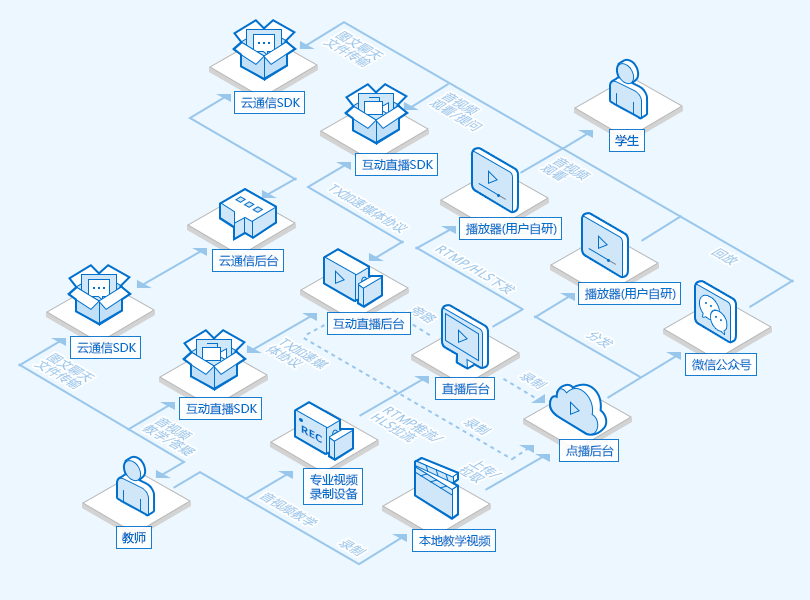 图文聊天
文件传输
云通信SDK
音视频
观看/提问
学生
互动直播SDK
音视频
观看
TX加速媒体协议
播放器(用户自研)
云通信后台
RTMP/HLS下发
回放
播放器(用户自研)
旁路
互动直播后台
云通信SDK
分发
微信公众号
TX加速媒
体协议
图文聊天
文件传输
直播后台
录制
互动直播SDK
RTMP推流/
HLS拉流
录制
音视频
教学/答疑
REC
点播后台
上传/
拉取
专业视频
录制设备
音视频教学
教师
录制
本地教学视频